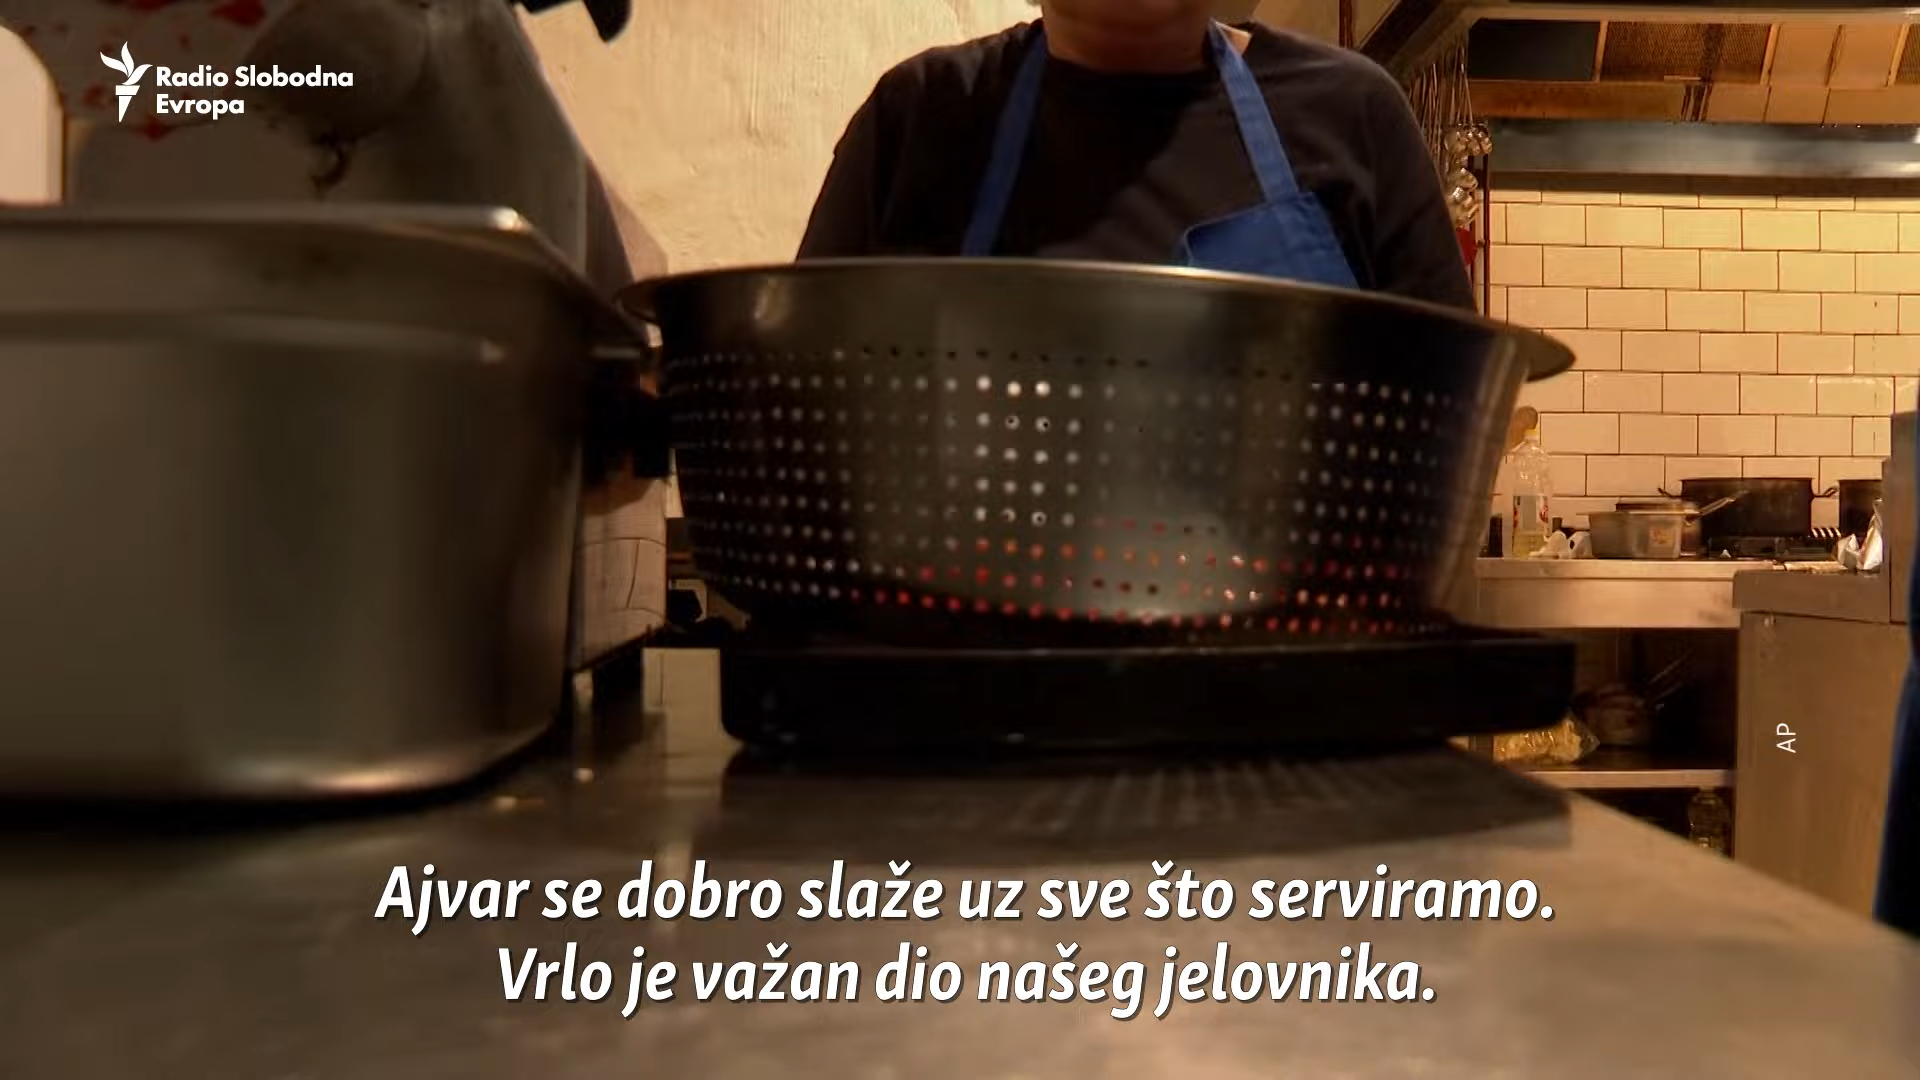 Radio Slobodna
Evropa
AP
Ajvar se dobro slaže uz sve što serviramo.
Vrlo je važan dio našeg jelovnika.